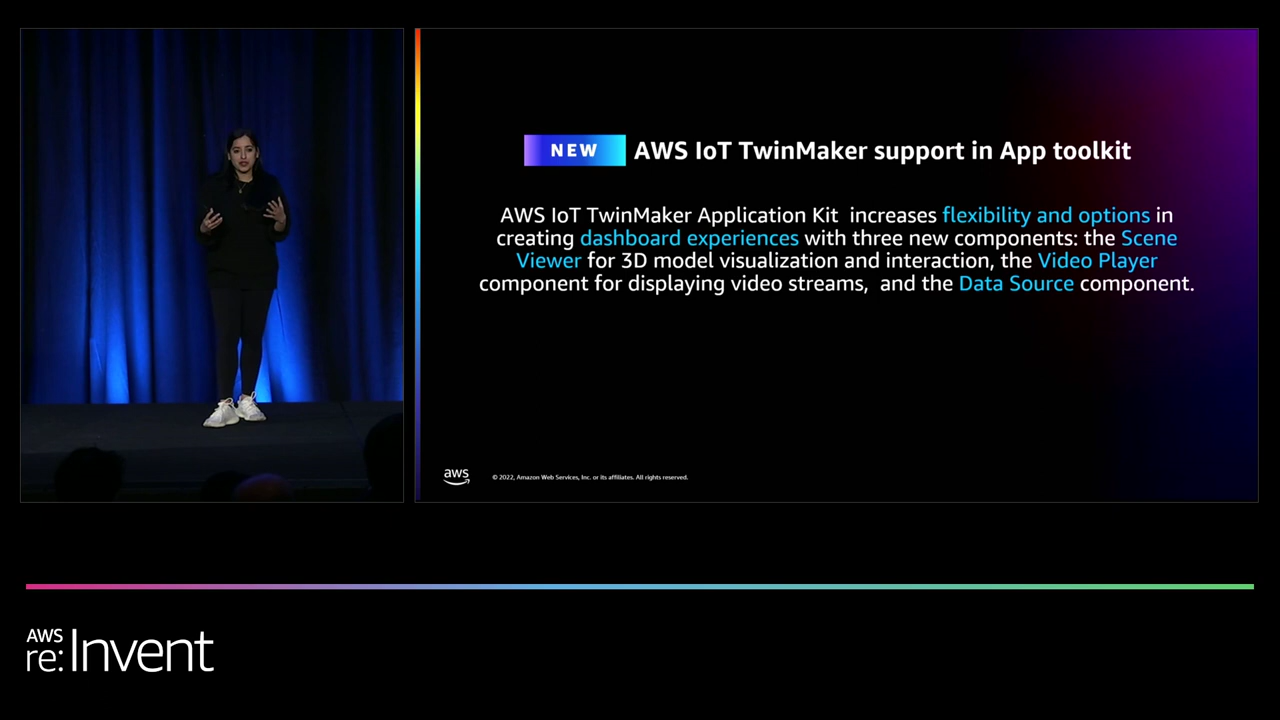 NEW AWS IoT TwinMaker support in App toolkit
AWS IoT TwinMaker Application Kit increases flexibility and options in
creating dashboard experiences with three new components: the Scene
Viewer for 3D model visualization and interaction, the Video Player
component for displaying video streams, and the Data Source component.
aws
© 2022, Amazon Web Services, Inc. or its affiliates. All rights reserved.
AWS
re:Invent